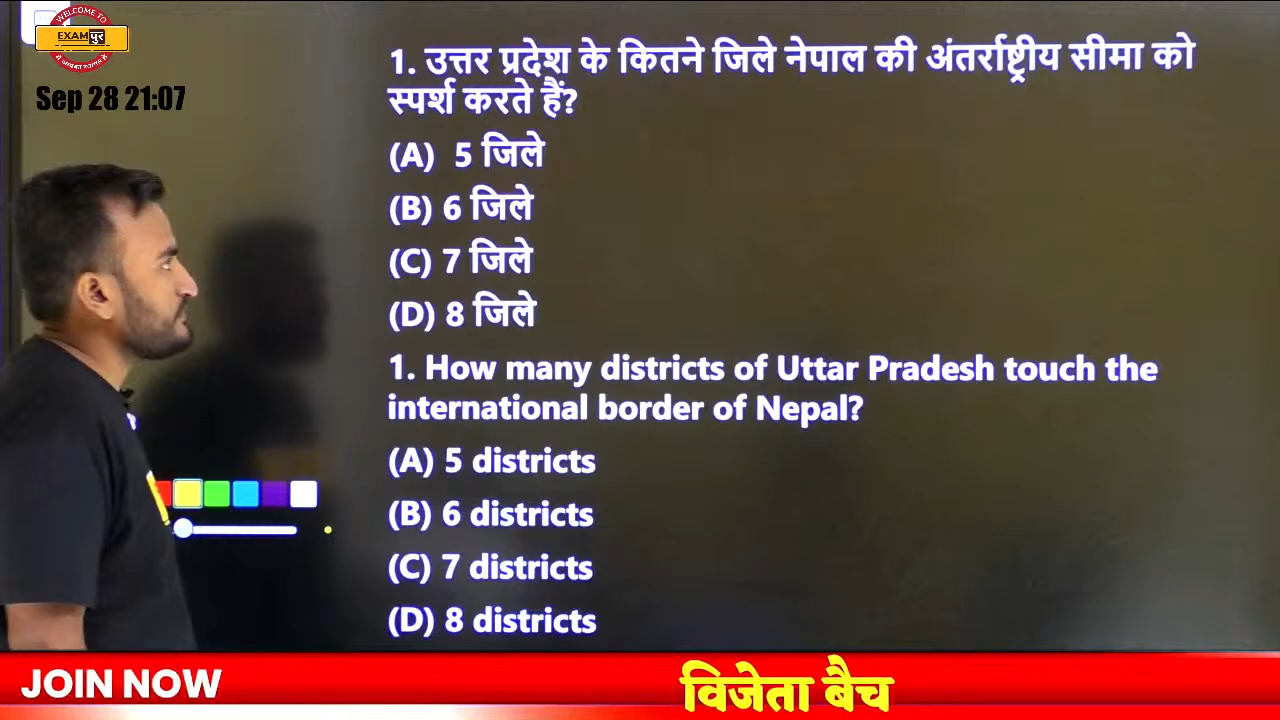 WELCOME TO
EXAMपुर
Sep 28 21:07
1. उत्तर प्रदेश के कितने जिले नेपाल की अंतर्राष्ट्रीय सीमा को
स्पर्श करते हैं?
(A) 5 जिले
(B) 6 जिले
(C) 7 जिले
(D) 8 जिले
1. How many districts of Uttar Pradesh touch the
international border of Nepal?
(A) 5 districts
(B) 6 districts
(C) 7 districts
(D) 8 districts
JOIN NOW
विजेता बैच